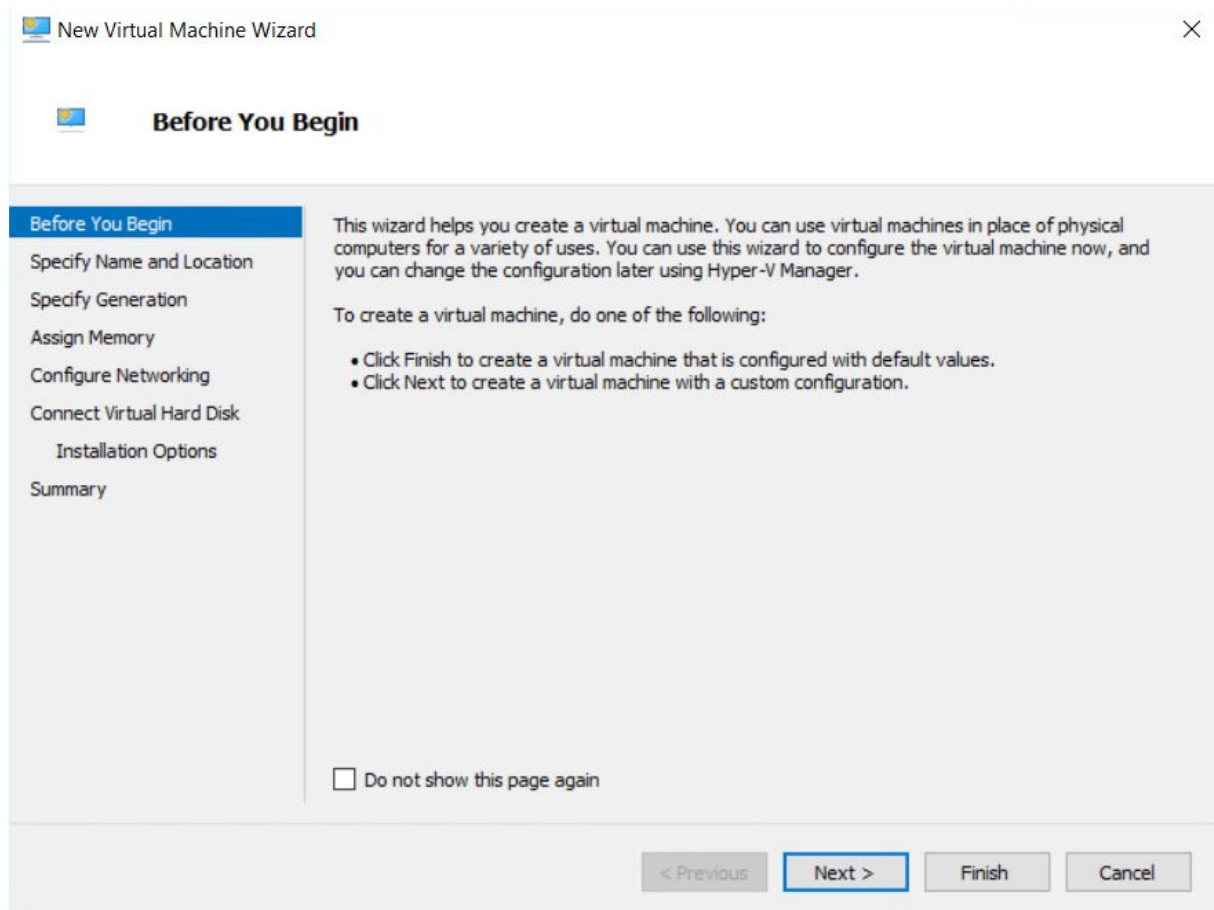 New Virtual Machine Wizard
Before You Begin
Before You Begin
Specify Name and Location
Specify Generation
Assign Memory
Configure Networking
Connect Virtual Hard Disk
Installation Options
Summary
This wizard helps you create a virtual machine. You can use virtual machines in place of physical
computers for a variety of uses. You can use this wizard to configure the virtual machine now, and
you can change the configuration later using Hyper-V Manager.
To create a virtual machine, do one of the following:
• Click Finish to create a virtual machine that is configured with default values.
• Click Next to create a virtual machine with a custom configuration.
Do not show this page again
< Previous Next > Finish Cancel